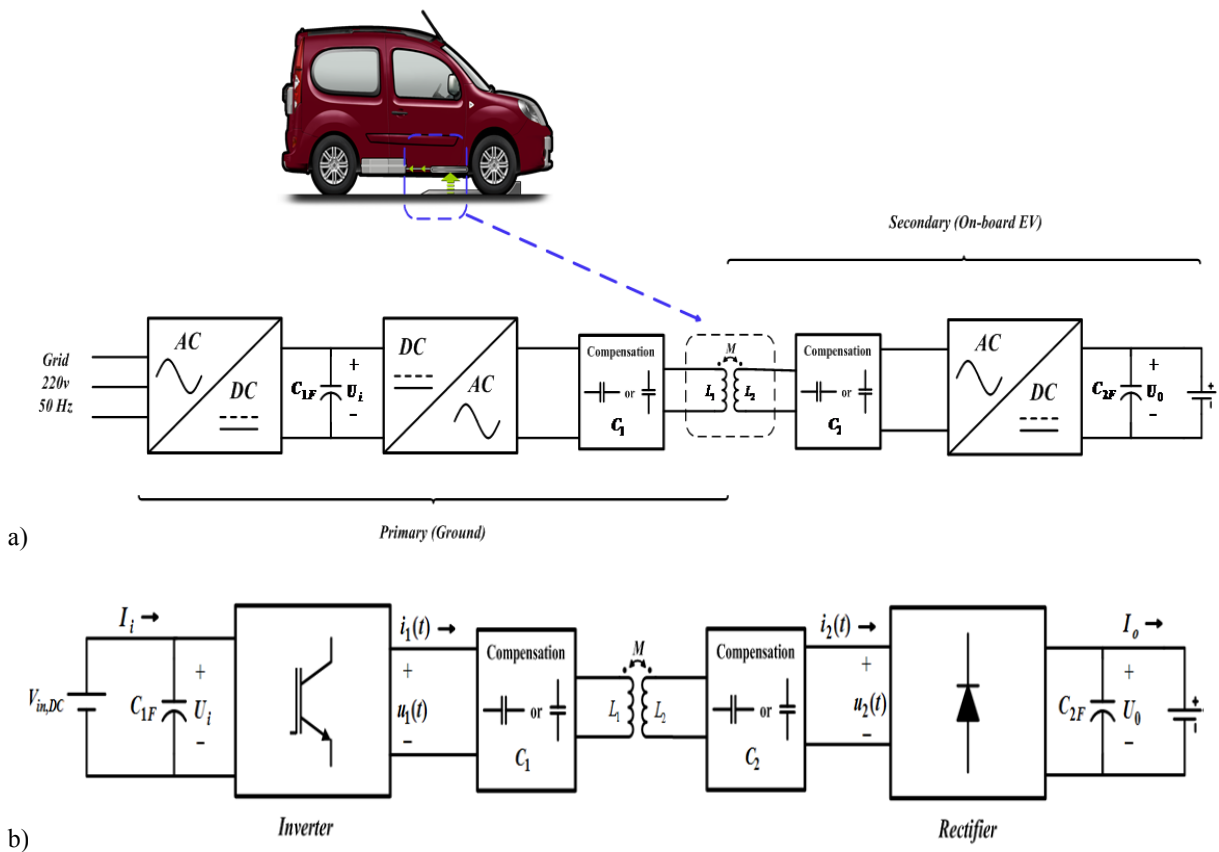 Secondary (On-board EV)
Grid
220v
50 Hz
AC
DC
C1F
+
U i
−
DC
AC
Compensation
or
C1
M
L1
L2
Compensation
or
C2
AC
DC
C2F
+
U0
−
+
-
Primary (Ground)
a)
Ii →
Vin,DC
C1F
+
Ui
−
Inverter
i1(t) →
+
u1(t)
−
Compensation
or
C1
M
L1
L2
Compensation
or
C2
i2(t) →
+
u2(t)
−
Rectifier
Io →
C2F
+
U0
−
+
-
b)